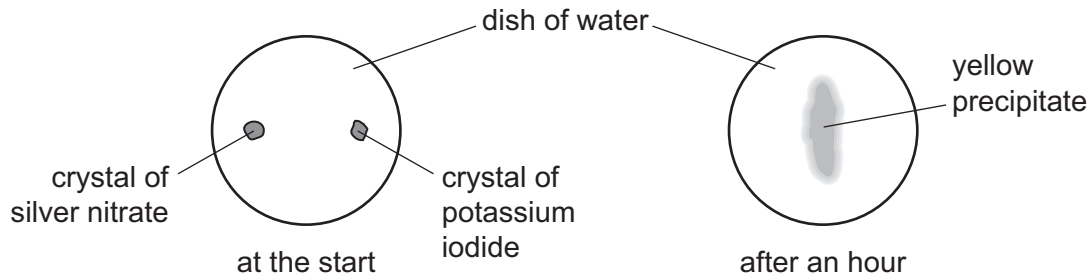 dish of water
yellow
precipitate
crystal of
silver nitrate
crystal of
potassium
iodide
at the start
after an hour